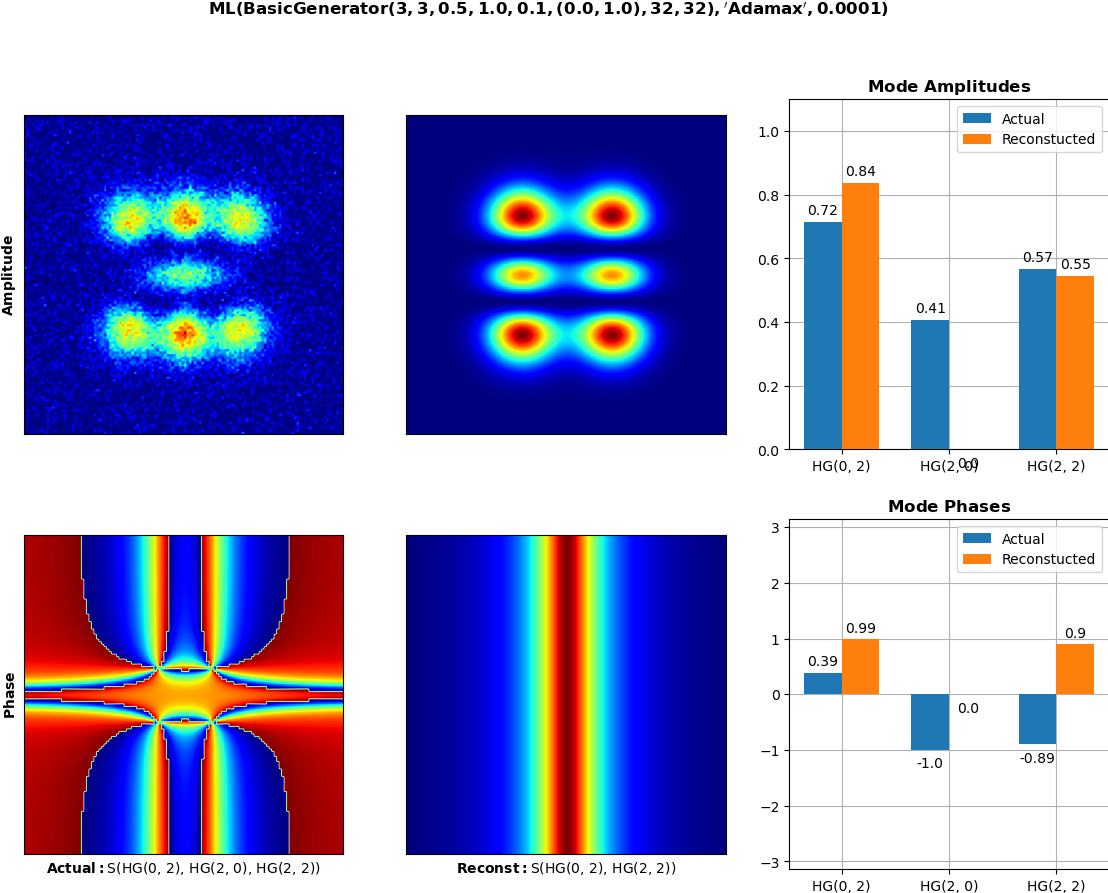 ML(BasicGenerator(3, 3, 0.5, 1.0, 0.1, (0.0, 1.0), 32, 32), ′Adamax′, 0.0001)
Amplitude
Mode Amplitudes
Actual
Reconstucted
1.0
0.8
0.6
0.4
0.2
0.0
0.72
0.84
0.41
0.0
0.57
0.55
HG(0, 2)
HG(2, 0)
HG(2, 2)
Phase
Actual: S(HG(0, 2), HG(2, 0), HG(2, 2))
Reconst: S(HG(0, 2), HG(2, 2))
Mode Phases
Actual
Reconstucted
3
2
1
0
−1
−2
−3
0.39
0.99
-1.0
0.0
-0.89
0.9
HG(0, 2)
HG(2, 0)
HG(2, 2)